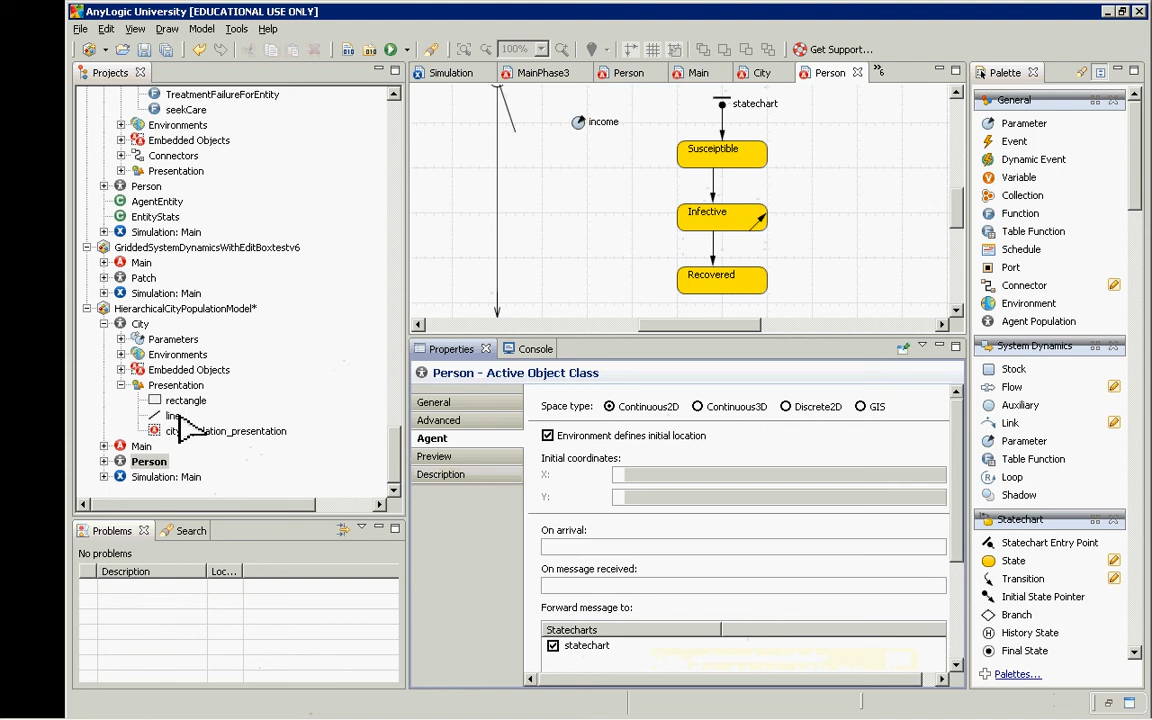 AnyLogic University [EDUCATIONAL USE ONLY]
File Edit View Draw Model Tools Help
100% Get Support...
Projects
TreatmentFailureForEntity
seekCare
Environments
Embedded Objects
Connectors
Presentation
Person
AgentEntity
EntityStats
Simulation: Main
GriddedSystemDynamicsWithEditBoxtestv6
Main
Patch
Simulation: Main
HierarchicalCityPopulationModel*
City
Parameters
Environments
Embedded Objects
Presentation
rectangle
line
Main
Person
Simulation: Main
Problems Search
No problems
Description Loc...
Simulation MainPhase3 Person Main City Person »6
income
statechart
Susceiptible
Infective
Recovered
Properties Console
Person - Active Object Class
General
Advanced
Agent
Preview
Description
Space type: Continuous2D Continuous3D Discrete2D GIS
Environment defines initial location
Initial coordinates:
X:
Y:
On arrival:
On message received:
Forward message to:
Statecharts
statechart
Palette
General
Parameter
Event
Dynamic Event
Variable
Collection
Function
Table Function
Schedule
Port
Connector
Environment
Agent Population
System Dynamics
Stock
Flow
Auxiliary
Link
Parameter
Table Function
Loop
Shadow
Statechart
Statechart Entry Point
State
Transition
Initial State Pointer
Branch
History State
Final State
Palettes...